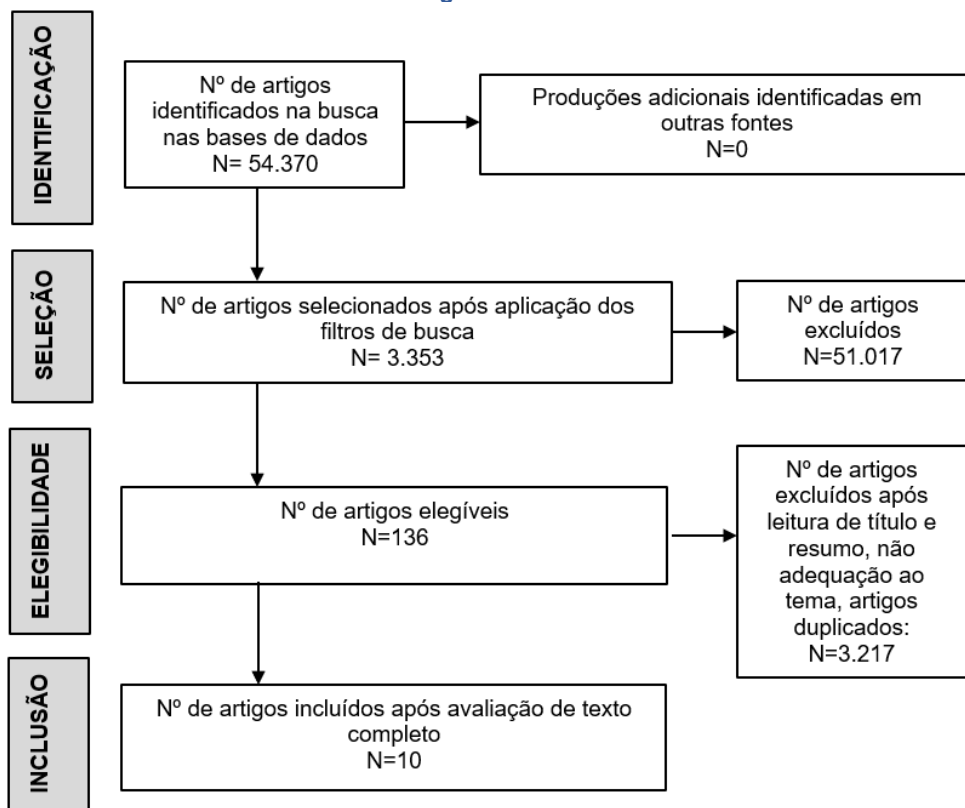 IDENTIFICAÇÃO
Nº de artigos
identificados na busca
nas bases de dados
N= 54.370
Produções adicionais identificadas em
outras fontes
N=0
SELEÇÃO
Nº de artigos selecionados após aplicação dos
filtros de busca
N= 3.353
Nº de artigos
excluídos
N=51.017
ELEGIBILIDADE
Nº de artigos elegíveis
N=136
Nº de artigos
excluídos após
leitura de título e
resumo, não
adequação ao
tema, artigos
duplicados:
N=3.217
INCLUSÃO
Nº de artigos incluídos após avaliação de texto
completo
N=10